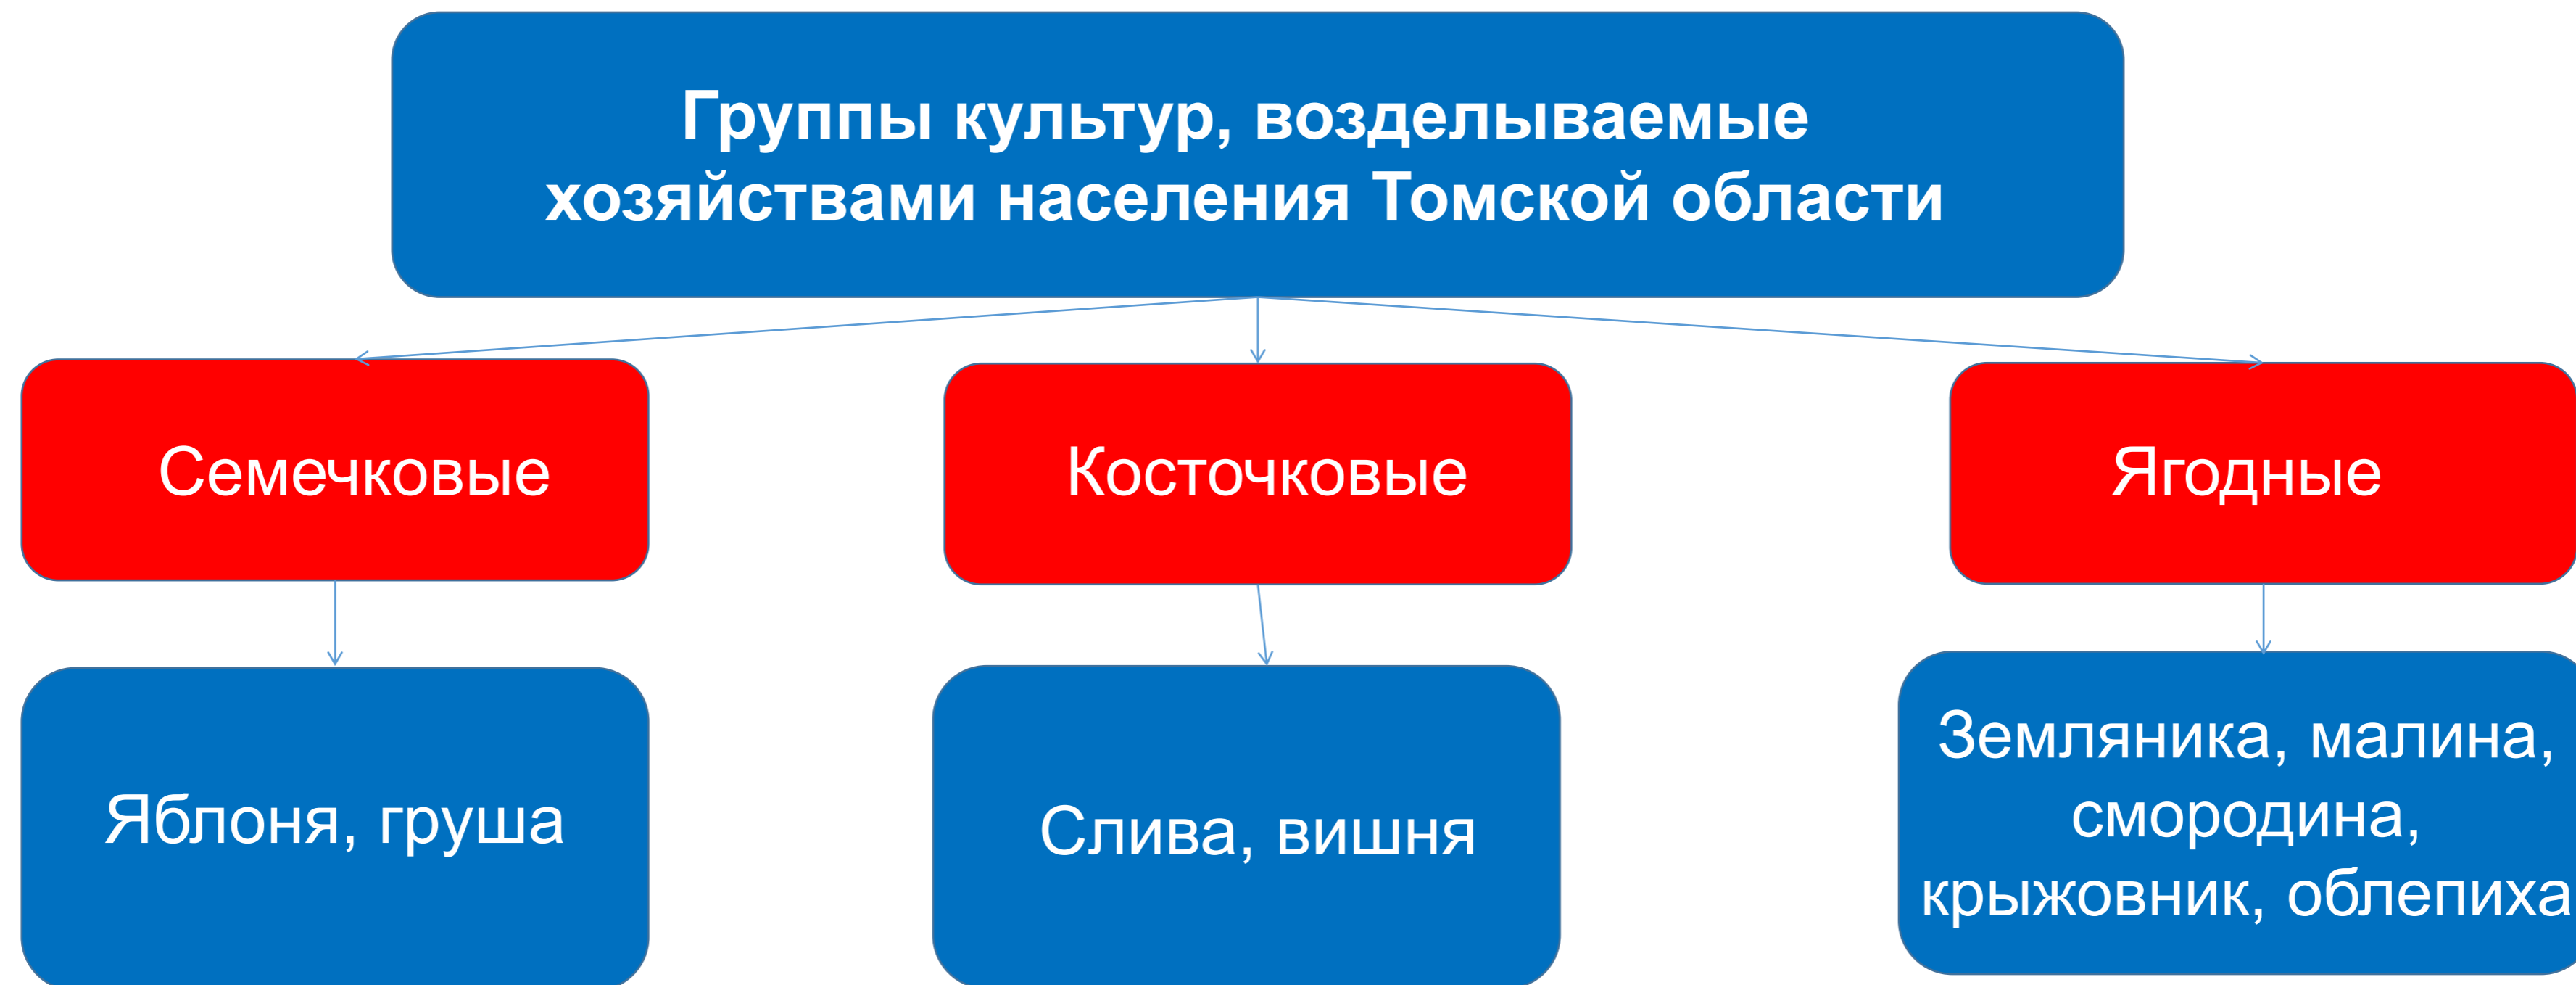 Группы культур, возделываемые
хозяйствами населения Томской области
Семечковые
Косточковые
Ягодные
Яблоня, груша
Слива, вишня
Земляника, малина,
смородина,
крыжовник, облепиха